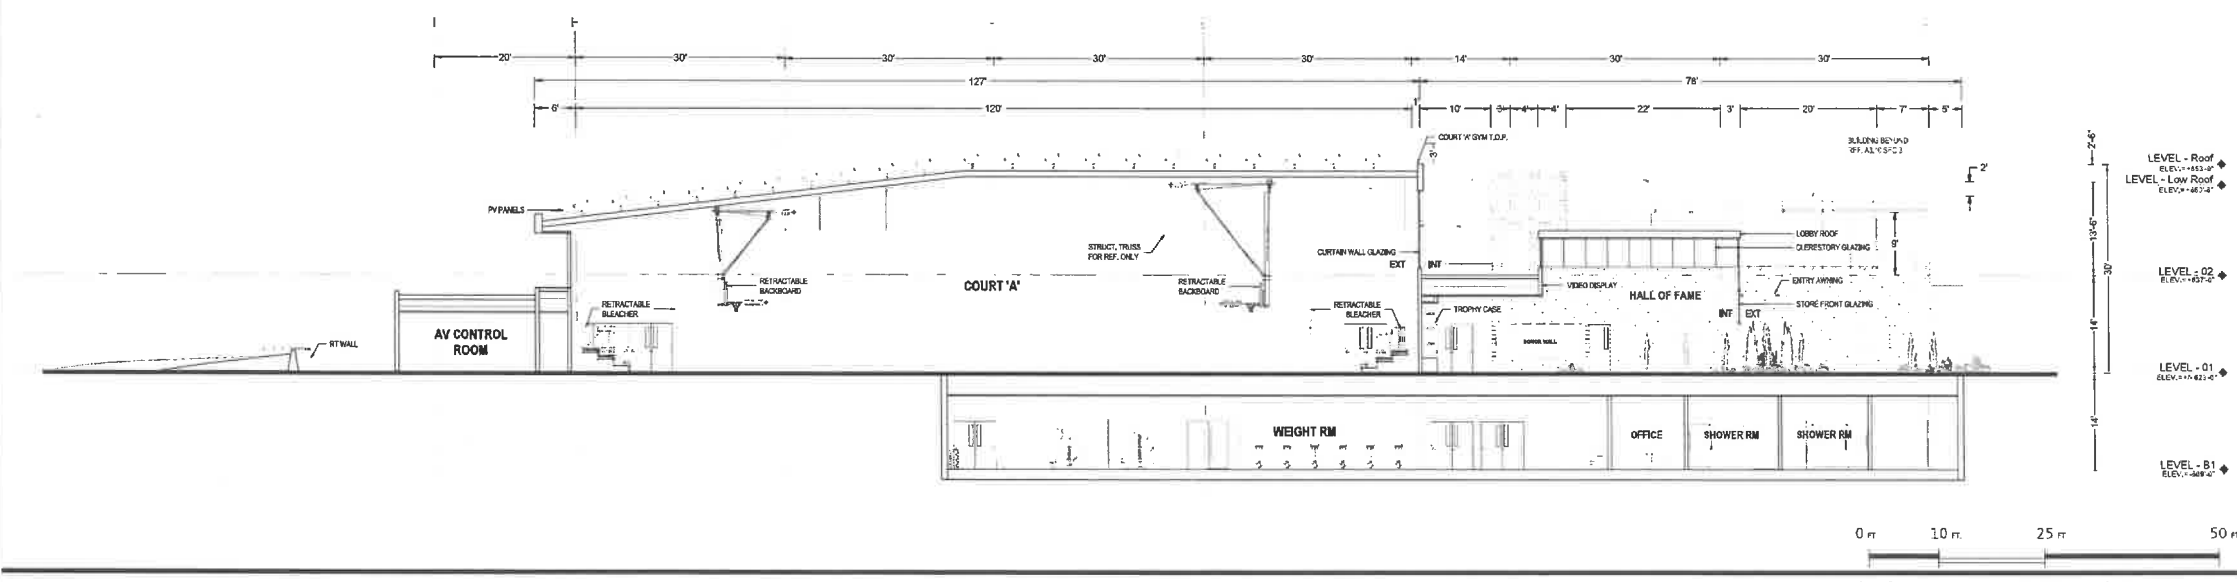 20'
30'
30'
30'
30'
14'
30'
30'
127'
78'
6'
120'
1'
10'
3'
4'
4'
22'
3'
20'
7'
5'
COURT 'A' GYM T.O.P.
3'
BUILDING BEYOND
2'-6"
LEVEL - Roof
2'
LEVEL - Low Roof
PV PANELS
13'-6"
LOBBY ROOF
STRUCT. TRUSS
FOR REF. ONLY
CURTAIN WALL GLAZING
CLERESTORY GLAZING
9'
EXT
INT
30'
LEVEL - 02
RETRACTABLE
BACKBOARD
COURT 'A'
RETRACTABLE
BACKBOARD
VIDEO DISPLAY
ENTRY AWNING
HALL OF FAME
RETRACTABLE
BLEACHER
RETRACTABLE
BLEACHER
TROPHY CASE
STORE FRONT GLAZING
INT
EXT
14'
AV CONTROL
ROOM
RT WALL
LEVEL - 01
WEIGHT RM
OFFICE
SHOWER RM
SHOWER RM
14'
LEVEL - B1
0 FT
10 FT.
25 FT
50 F